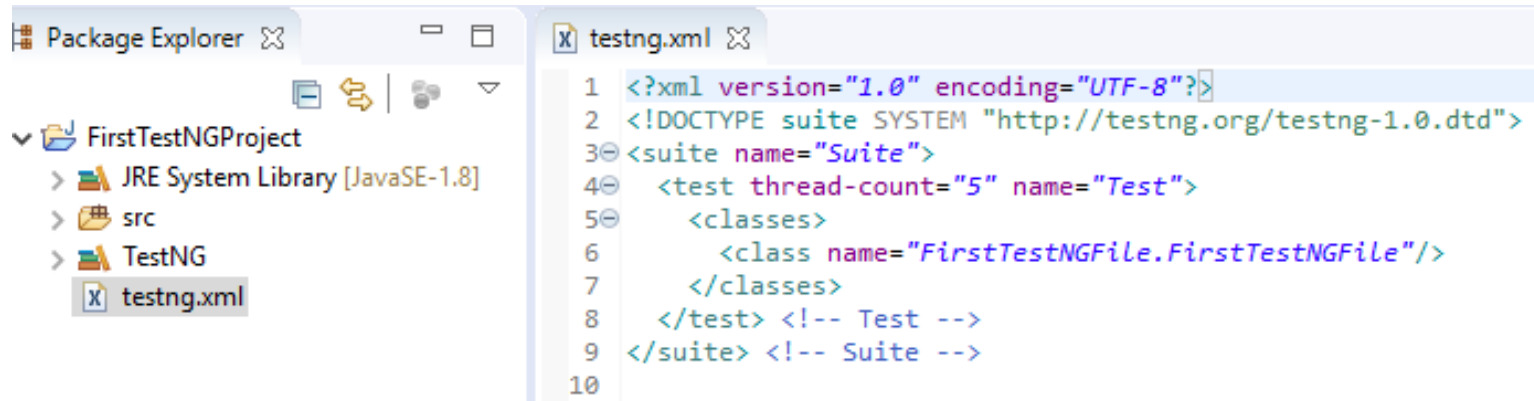 Package Explorer
FirstTestNGProject
JRE System Library [JavaSE-1.8]
src
TestNG
testng.xml
testng.xml
1 <?xml version="1.0" encoding="UTF-8"?>
2 <!DOCTYPE suite SYSTEM "http://testng.org/testng-1.0.dtd">
3 <suite name="Suite">
4   <test thread-count="5" name="Test">
5     <classes>
6       <class name="FirstTestNGFile.FirstTestNGFile"/>
7     </classes>
8   </test> <!-- Test -->
9 </suite> <!-- Suite -->
10